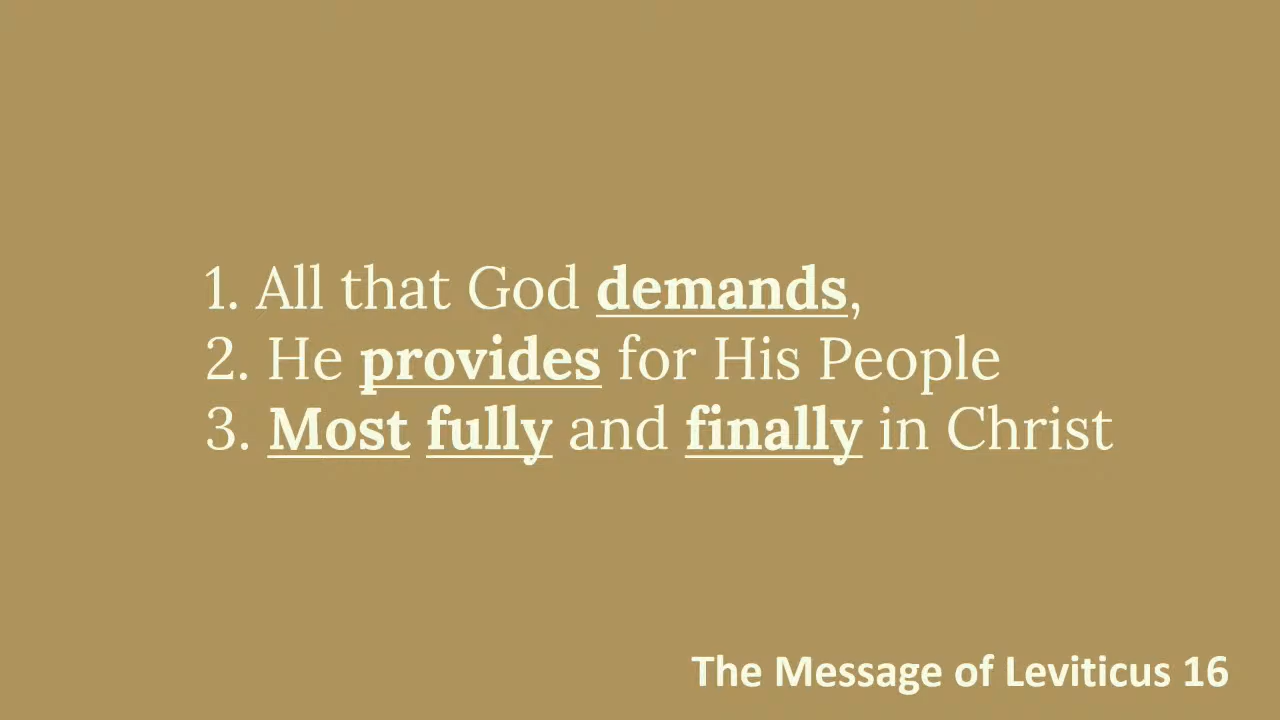 1. All that God demands,
2. He provides for His People
3. Most fully and finally in Christ
The Message of Leviticus 16